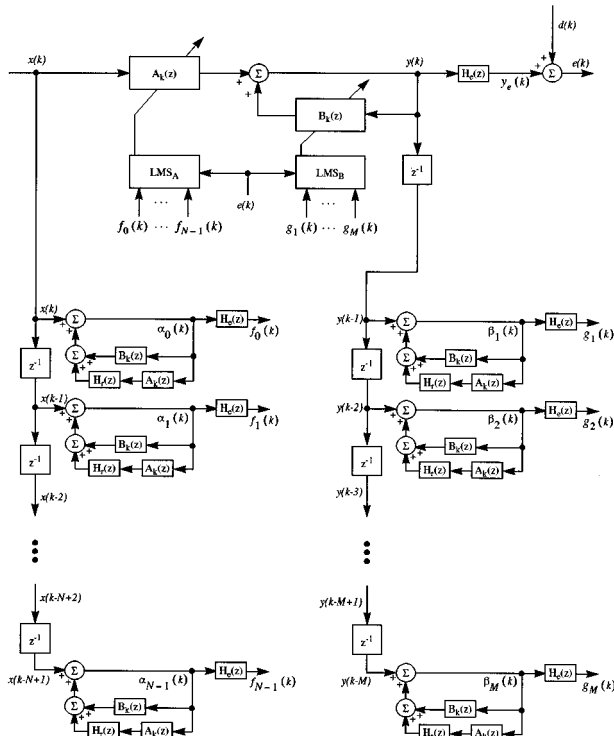 d(k)
x(k) A_k(z) + Σ y(k) H_e(z) + Σ e(k)
+ + y_e(k)
B_k(z)
LMS_A LMS_B z^-1
... e(k) ...
f_0(k) ... f_{N-1}(k) g_1(k) ... g_M(k)
x(k) + Σ α_0(k) H_e(z) f_0(k) y(k-1) + Σ β_1(k) H_e(z) g_1(k)
+ +
z^-1 Σ + B_k(z) z^-1 Σ + B_k(z)
+ H_r(z) A_k(z) + H_r(z) A_k(z)
x(k-1) + Σ α_1(k) H_e(z) f_1(k) y(k-2) + Σ β_2(k) H_e(z) g_2(k)
+ +
z^-1 Σ + B_k(z) z^-1 Σ + B_k(z)
+ H_r(z) A_k(z) + H_r(z) A_k(z)
x(k-2) y(k-3)
x(k-N+2) y(k-M+1)
z^-1 z^-1
x(k-N+1) + Σ α_{N-1}(k) H_e(z) f_{N-1}(k) y(k-M) + Σ β_M(k) H_e(z) g_M(k)
+ +
Σ + B_k(z) Σ + B_k(z)
+ H_r(z) A_k(z) + H_r(z) A_k(z)